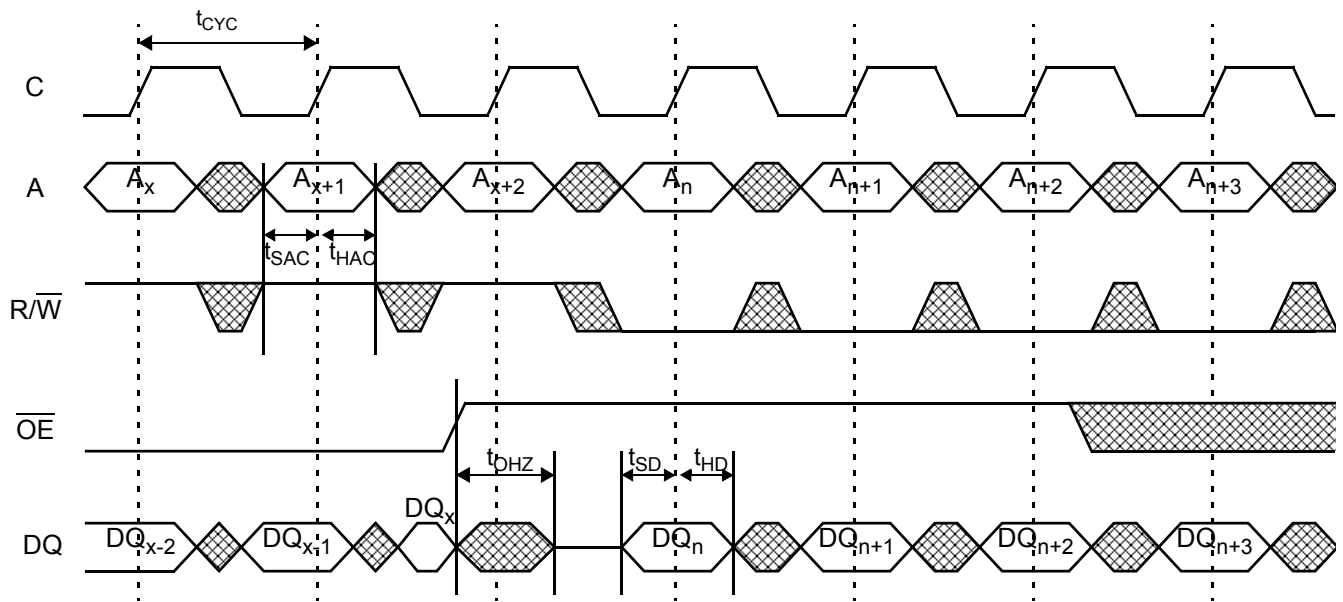 tCYC
C
A
Ax Ax+1 Ax+2 An An+1 An+2 An+3
tSAC tHAC
R/W̅
O̅E̅
tOHZ tSD tHD
DQx
DQ DQx-2 DQx-1 DQn DQn+1 DQn+2 DQn+3